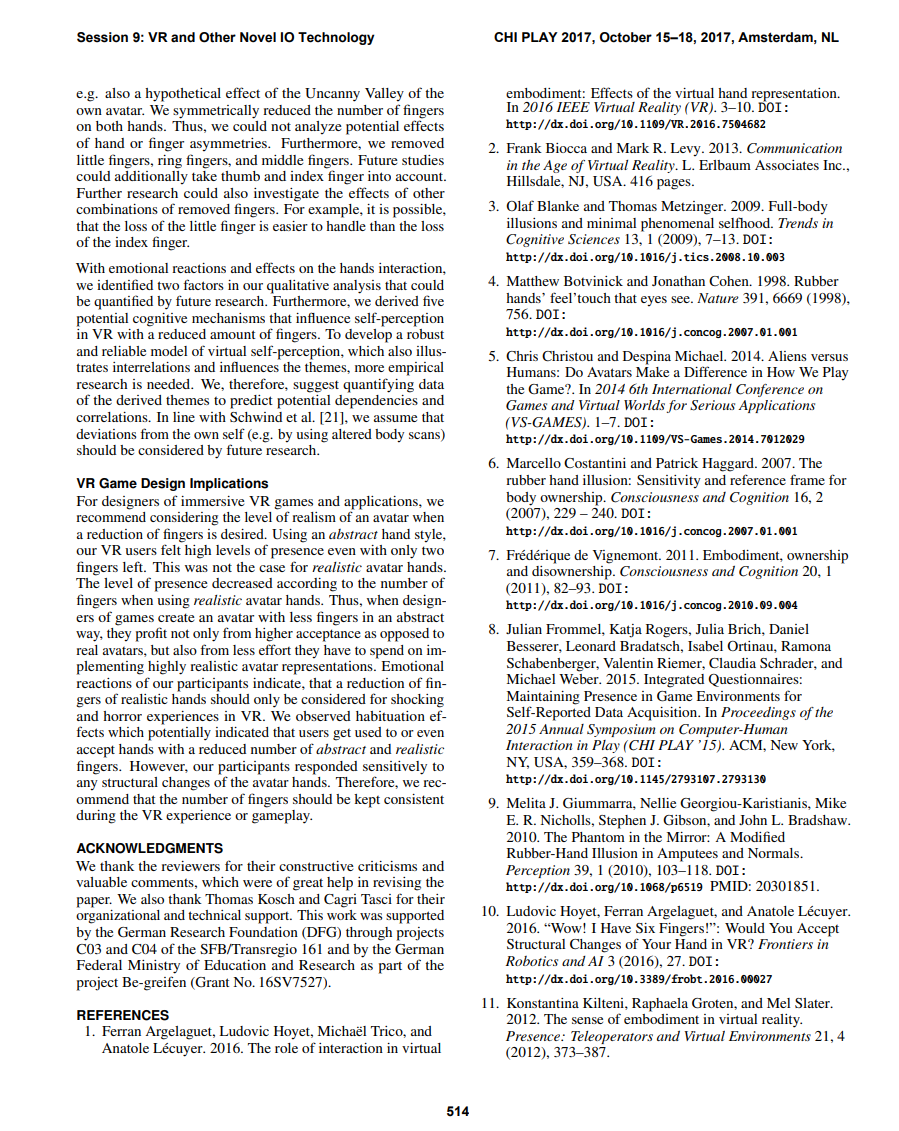 Session 9: VR and Other Novel IO Technology
CHI PLAY 2017, October 15–18, 2017, Amsterdam, NL
e.g. also a hypothetical effect of the Uncanny Valley of the
own avatar. We symmetrically reduced the number of fingers
on both hands. Thus, we could not analyze potential effects
of hand or finger asymmetries. Furthermore, we removed
little fingers, ring fingers, and middle fingers. Future studies
could additionally take thumb and index finger into account.
Further research could also investigate the effects of other
combinations of removed fingers. For example, it is possible,
that the loss of the little finger is easier to handle than the loss
of the index finger.
With emotional reactions and effects on the hands interaction,
we identified two factors in our qualitative analysis that could
be quantified by future research. Furthermore, we derived five
potential cognitive mechanisms that influence self-perception
in VR with a reduced amount of fingers. To develop a robust
and reliable model of virtual self-perception, which also illus-
trates interrelations and influences the themes, more empirical
research is needed. We, therefore, suggest quantifying data
of the derived themes to predict potential dependencies and
correlations. In line with Schwind et al. [21], we assume that
deviations from the own self (e.g. by using altered body scans)
should be considered by future research.
VR Game Design Implications
For designers of immersive VR games and applications, we
recommend considering the level of realism of an avatar when
a reduction of fingers is desired. Using an abstract hand style,
our VR users felt high levels of presence even with only two
fingers left. This was not the case for realistic avatar hands.
The level of presence decreased according to the number of
fingers when using realistic avatar hands. Thus, when design-
ers of games create an avatar with less fingers in an abstract
way, they profit not only from higher acceptance as opposed to
real avatars, but also from less effort they have to spend on im-
plementing highly realistic avatar representations. Emotional
reactions of our participants indicate, that a reduction of fin-
gers of realistic hands should only be considered for shocking
and horror experiences in VR. We observed habituation ef-
fects which potentially indicated that users get used to or even
accept hands with a reduced number of abstract and realistic
fingers. However, our participants responded sensitively to
any structural changes of the avatar hands. Therefore, we rec-
ommend that the number of fingers should be kept consistent
during the VR experience or gameplay.
ACKNOWLEDGMENTS
We thank the reviewers for their constructive criticisms and
valuable comments, which were of great help in revising the
paper. We also thank Thomas Kosch and Cagri Tasci for their
organizational and technical support. This work was supported
by the German Research Foundation (DFG) through projects
C03 and C04 of the SFB/Transregio 161 and by the German
Federal Ministry of Education and Research as part of the
project Be-greifen (Grant No. 16SV7527).
REFERENCES
1. Ferran Argelaguet, Ludovic Hoyet, Michaël Trico, and
Anatole Lécuyer. 2016. The role of interaction in virtual
embodiment: Effects of the virtual hand representation.
In 2016 IEEE Virtual Reality (VR). 3–10. DOI:
http://dx.doi.org/10.1109/VR.2016.7504682
2. Frank Biocca and Mark R. Levy. 2013. Communication
in the Age of Virtual Reality. L. Erlbaum Associates Inc.,
Hillsdale, NJ, USA. 416 pages.
3. Olaf Blanke and Thomas Metzinger. 2009. Full-body
illusions and minimal phenomenal selfhood. Trends in
Cognitive Sciences 13, 1 (2009), 7–13. DOI:
http://dx.doi.org/10.1016/j.tics.2008.10.003
4. Matthew Botvinick and Jonathan Cohen. 1998. Rubber
hands' feel'touch that eyes see. Nature 391, 6669 (1998),
756. DOI:
http://dx.doi.org/10.1016/j.concog.2007.01.001
5. Chris Christou and Despina Michael. 2014. Aliens versus
Humans: Do Avatars Make a Difference in How We Play
the Game?. In 2014 6th International Conference on
Games and Virtual Worlds for Serious Applications
(VS-GAMES). 1–7. DOI:
http://dx.doi.org/10.1109/VS-Games.2014.7012029
6. Marcello Costantini and Patrick Haggard. 2007. The
rubber hand illusion: Sensitivity and reference frame for
body ownership. Consciousness and Cognition 16, 2
(2007), 229 – 240. DOI:
http://dx.doi.org/10.1016/j.concog.2007.01.001
7. Frédérique de Vignemont. 2011. Embodiment, ownership
and disownership. Consciousness and Cognition 20, 1
(2011), 82–93. DOI:
http://dx.doi.org/10.1016/j.concog.2010.09.004
8. Julian Frommel, Katja Rogers, Julia Brich, Daniel
Besserer, Leonard Bradatsch, Isabel Ortinau, Ramona
Schabenberger, Valentin Riemer, Claudia Schrader, and
Michael Weber. 2015. Integrated Questionnaires:
Maintaining Presence in Game Environments for
Self-Reported Data Acquisition. In Proceedings of the
2015 Annual Symposium on Computer-Human
Interaction in Play (CHI PLAY '15). ACM, New York,
NY, USA, 359–368. DOI:
http://dx.doi.org/10.1145/2793107.2793130
9. Melita J. Giummarra, Nellie Georgiou-Karistianis, Mike
E. R. Nicholls, Stephen J. Gibson, and John L. Bradshaw.
2010. The Phantom in the Mirror: A Modified
Rubber-Hand Illusion in Amputees and Normals.
Perception 39, 1 (2010), 103–118. DOI:
http://dx.doi.org/10.1068/p6519 PMID: 20301851.
10. Ludovic Hoyet, Ferran Argelaguet, and Anatole Lécuyer.
2016. “Wow! I Have Six Fingers!”: Would You Accept
Structural Changes of Your Hand in VR? Frontiers in
Robotics and AI 3 (2016), 27. DOI:
http://dx.doi.org/10.3389/frobt.2016.00027
11. Konstantina Kilteni, Raphaela Groten, and Mel Slater.
2012. The sense of embodiment in virtual reality.
Presence: Teleoperators and Virtual Environments 21, 4
(2012), 373–387.
514